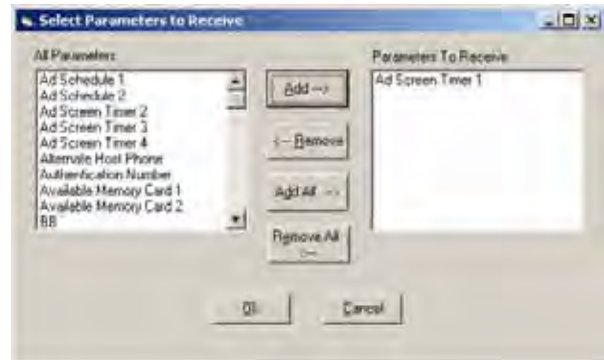 Select Parameters to Receive
All Parameters
Ad Schedule 1
Ad Schedule 2
Ad Screen Timer 2
Ad Screen Timer 3
Ad Screen Timer 4
Alternate Host Phone
Authentication Number
Available Memory Card 1
Available Memory Card 2
BB
Add -->
<-- Remove
Add All -->
Remove All
<--
Parameters To Receive
Ad Screen Timer 1
Ok
Cancel